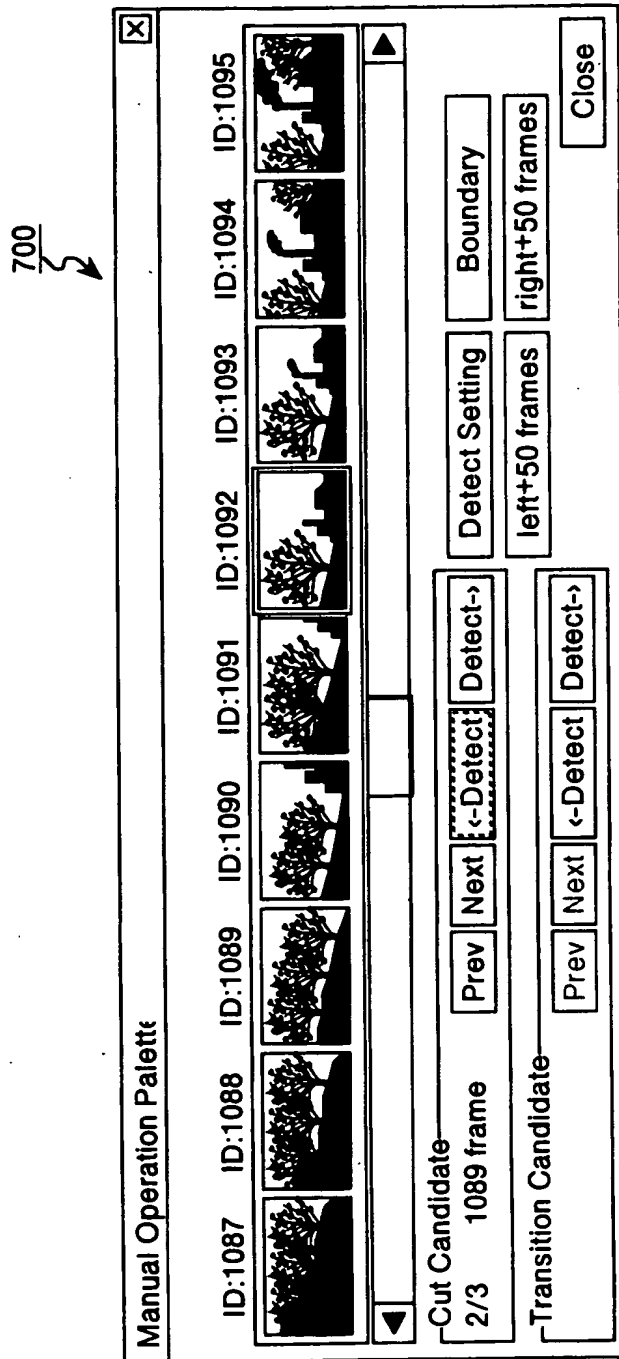 700
Manual Operation Palette
ID:1087 ID:1088 ID:1089 ID:1090 ID:1091 ID:1092 ID:1093 ID:1094 ID:1095
Cut Candidate
2/3 1089 frame Prev Next ←Detect Detect→ Detect Setting Boundary
left+50 frames right+50 frames
Transition Candidate
Prev Next ←Detect Detect→ Close